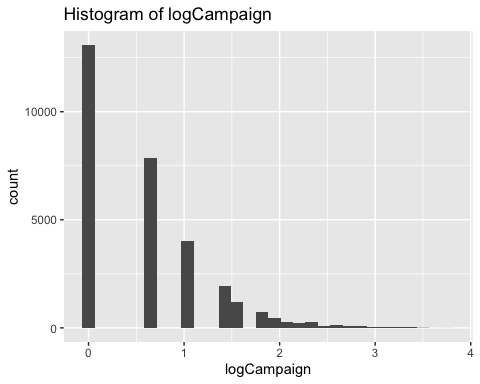 Histogram of logCampaign
10000
5000
0
count
0 1 2 3 4
logCampaign